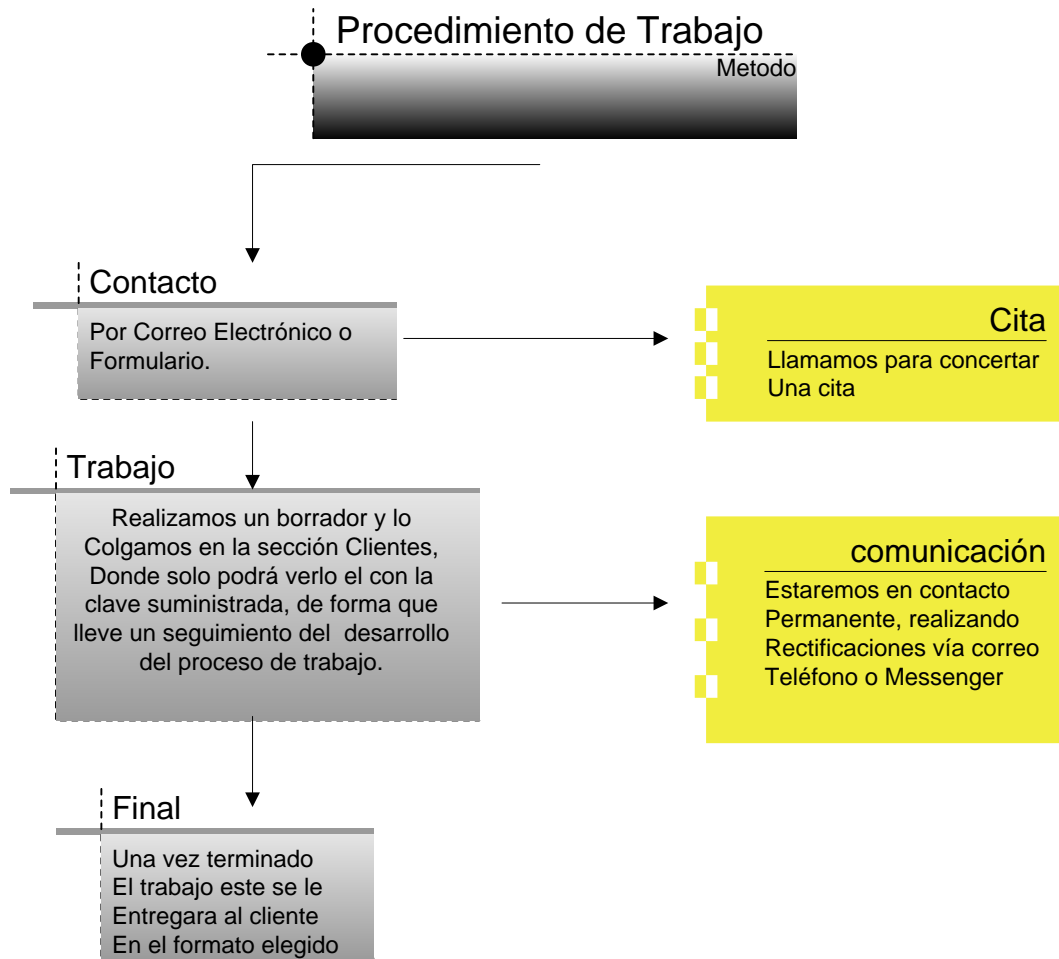 Procedimiento de Trabajo
Metodo
Contacto
Por Correo Electrónico o
Formulario.
Cita
Llamamos para concertar
Una cita
Trabajo
Realizamos un borrador y lo
Colgamos en la sección Clientes,
Donde solo podrá verlo el con la
clave suministrada, de forma que
lleve un seguimiento del desarrollo
del proceso de trabajo.
comunicación
Estaremos en contacto
Permanente, realizando
Rectificaciones vía correo
Teléfono o Messenger
Final
Una vez terminado
El trabajo este se le
Entregara al cliente
En el formato elegido